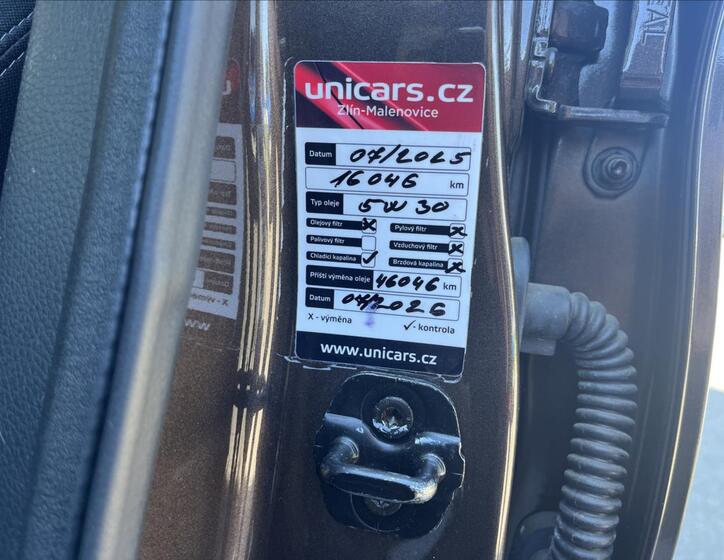 unicars.cz
Zlín-Malenovice
Datum 07/2025
16046 km
Typ oleje 5W30
Olejový filtr X Pylový filtr X
Palivový filtr Vzduchový filtr X
Chladicí kapalina ✓ Brzdová kapalina X
Příští výměna oleje 46046 km
Datum 07/2026
X - výměna ✓- kontrola
www.unicars.cz